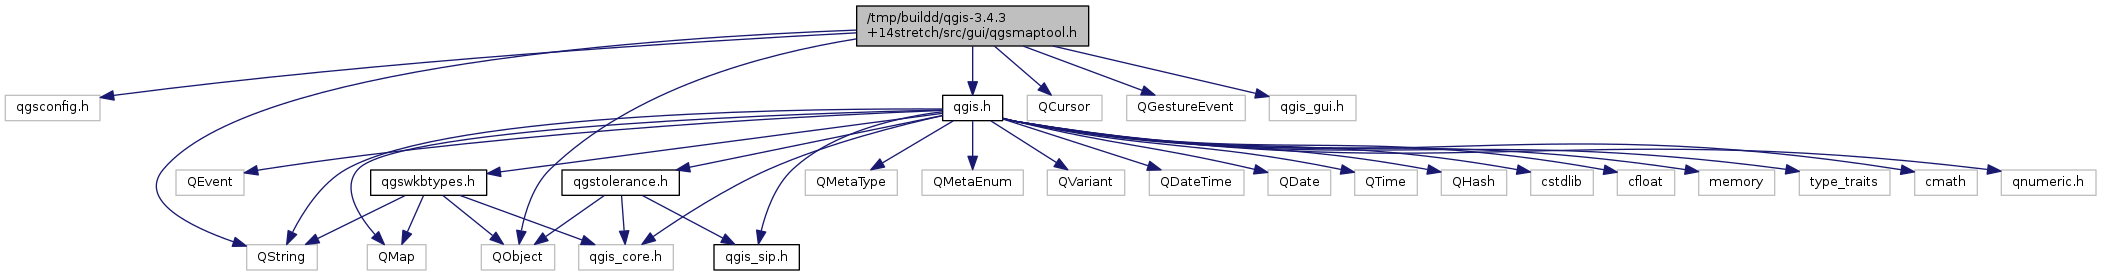 /tmp/buildd/qgis-3.4.3
+14stretch/src/gui/qgsmaptool.h
qgsconfig.h
qgis.h
QCursor
QGestureEvent
qgis_gui.h
QEvent
qgswkbtypes.h
qgstolerance.h
QMetaType
QMetaEnum
QVariant
QDateTime
QDate
QTime
QHash
cstdlib
cfloat
memory
type_traits
cmath
qnumeric.h
QString
QMap
QObject
qgis_core.h
qgis_sip.h